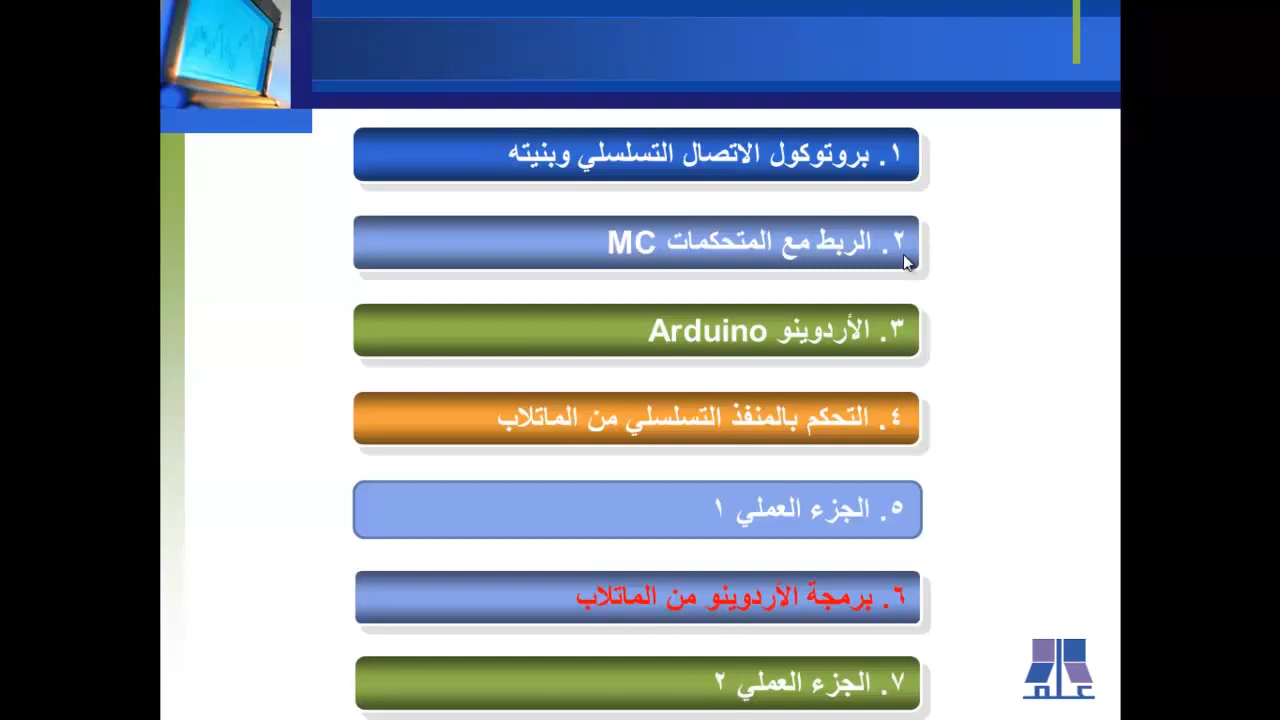 ١. بروتوكول الاتصال التسلسلي وبنيته
٢. الربط مع المتحكمات MC
٣. الأردوينو Arduino
٤. التحكم بالمنفذ التسلسلي من الماتلاب
٥. الجزء العملي ١
٦. برمجة الأردوينو من الماتلاب
٧. الجزء العملي ٢
علم